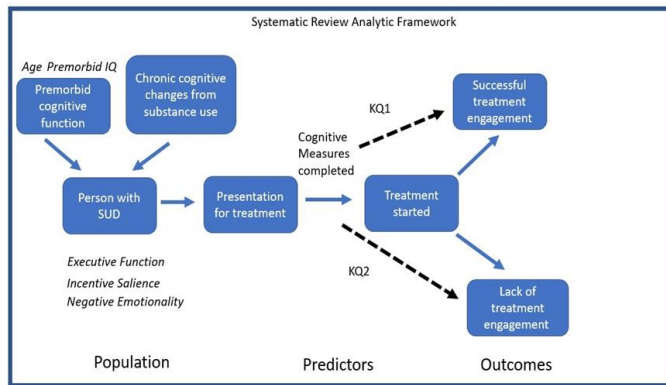 Systematic Review Analytic Framework
Age Premorbid IQ
Premorbid
cognitive
function
Chronic cognitive
changes from
substance use
Successful
treatment
engagement
KQ1
Cognitive
Measures
completed
Person with
SUD
Presentation
for treatment
Treatment
started
Executive Function
Incentive Salience
Negative Emotionality
KQ2
Lack of
treatment
engagement
Population
Predictors
Outcomes